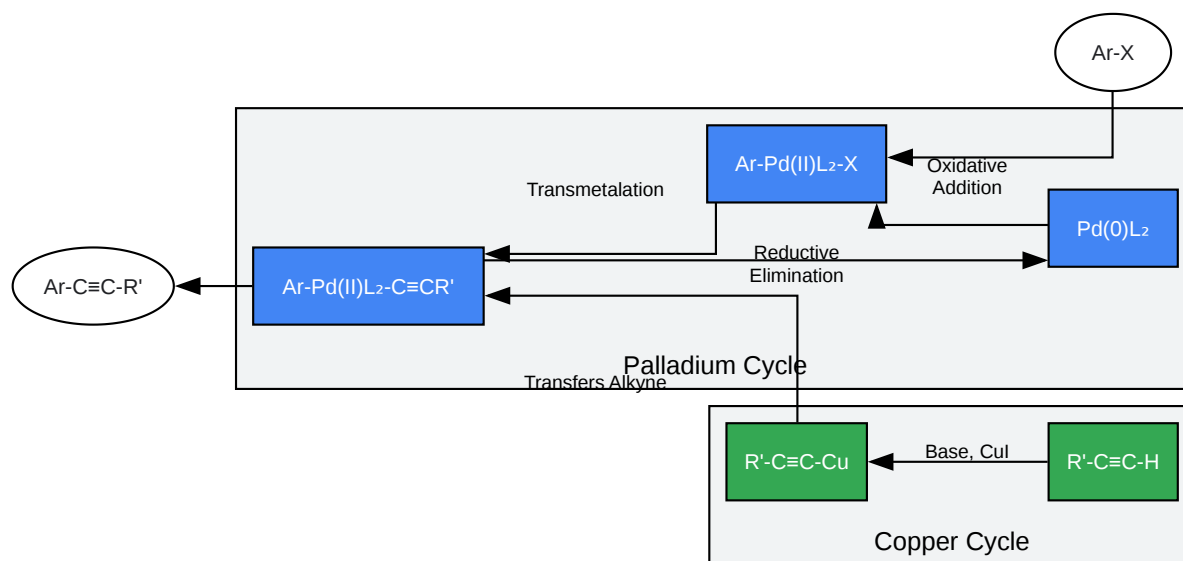 Ar-X
Ar-Pd(II)L₂-X
Oxidative
Addition
Transmetalation
Pd(0)L₂
Reductive
Elimination
Ar-C≡C-R'
Ar-Pd(II)L₂-C≡CR'
Palladium Cycle
Transfers Alkyne
R'-C≡C-Cu
Base, CuI
R'-C≡C-H
Copper Cycle